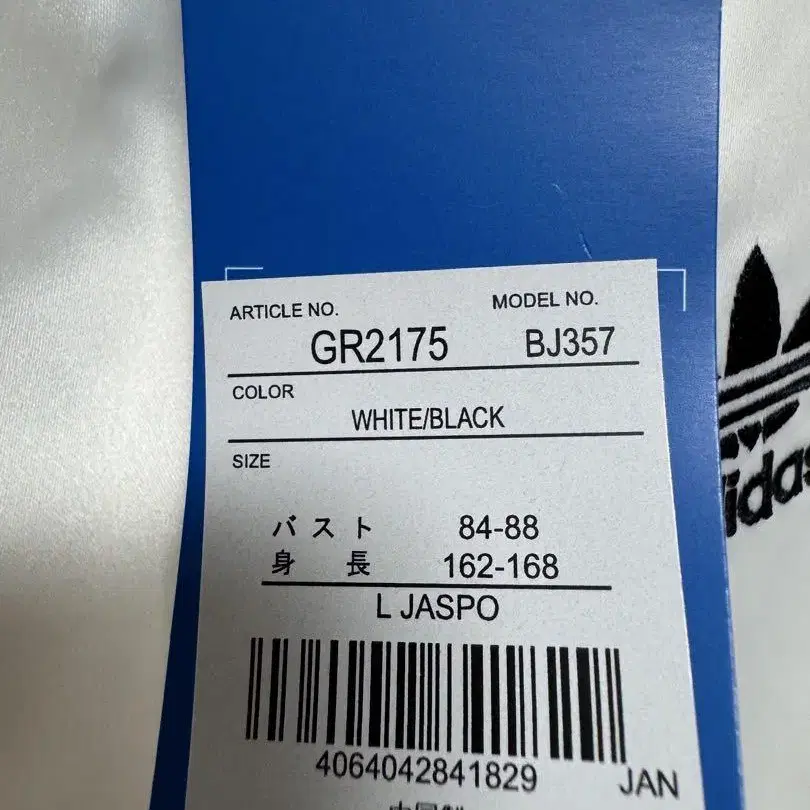 ARTICLE NO. MODEL NO.
GR2175 BJ357
COLOR
WHITE/BLACK
SIZE
バスト 84-88
身長 162-168
L JASPO
4064042841829 JAN